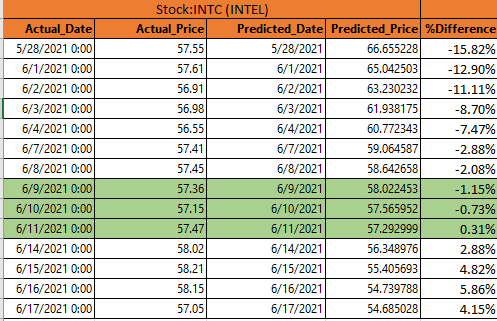 Stock:INTC (INTEL)
Actual_Date Actual_Price Predicted_Date Predicted_Price %Difference
5/28/2021 0:00 57.55 5/28/2021 66.655228 -15.82%
6/1/2021 0:00 57.61 6/1/2021 65.042503 -12.90%
6/2/2021 0:00 56.91 6/2/2021 63.230232 -11.11%
6/3/2021 0:00 56.98 6/3/2021 61.938175 -8.70%
6/4/2021 0:00 56.55 6/4/2021 60.772343 -7.47%
6/7/2021 0:00 57.41 6/7/2021 59.064587 -2.88%
6/8/2021 0:00 57.45 6/8/2021 58.642658 -2.08%
6/9/2021 0:00 57.36 6/9/2021 58.022453 -1.15%
6/10/2021 0:00 57.15 6/10/2021 57.565952 -0.73%
6/11/2021 0:00 57.47 6/11/2021 57.292999 0.31%
6/14/2021 0:00 58.02 6/14/2021 56.348976 2.88%
6/15/2021 0:00 58.21 6/15/2021 55.405693 4.82%
6/16/2021 0:00 58.15 6/16/2021 54.739788 5.86%
6/17/2021 0:00 57.05 6/17/2021 54.685028 4.15%